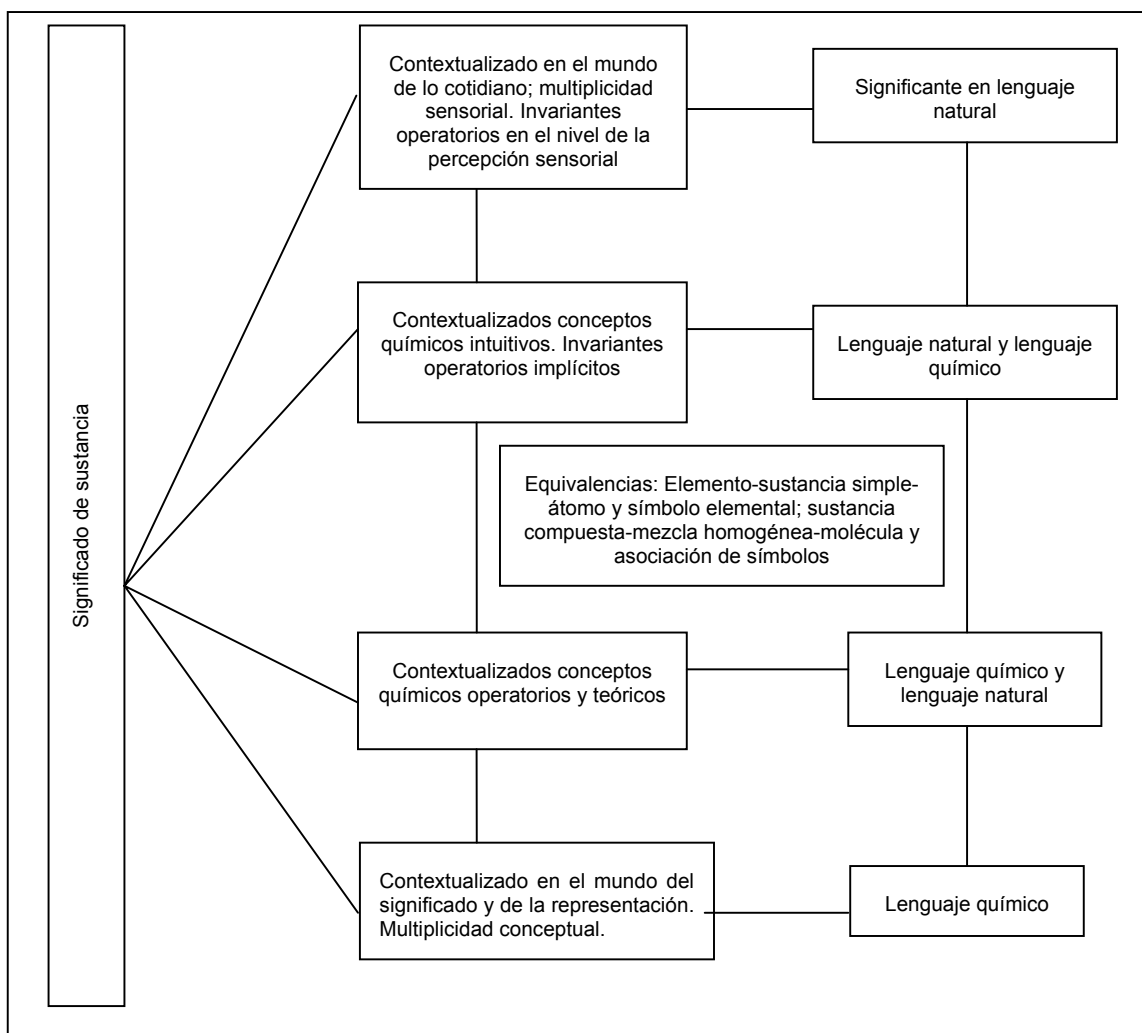 Significado de sustancia
Contextualizado en el mundo
de lo cotidiano; multiplicidad
sensorial. Invariantes
operatorios en el nivel de la
percepción sensorial
Significante en lenguaje
natural
Contextualizados conceptos
químicos intuitivos. Invariantes
operatorios implícitos
Lenguaje natural y lenguaje
químico
Equivalencias: Elemento-sustancia simple-
átomo y símbolo elemental; sustancia
compuesta-mezcla homogénea-molécula y
asociación de símbolos
Contextualizados conceptos
químicos operatorios y teóricos
Lenguaje químico y
lenguaje natural
Contextualizado en el mundo del
significado y de la representación.
Multiplicidad conceptual.
Lenguaje químico